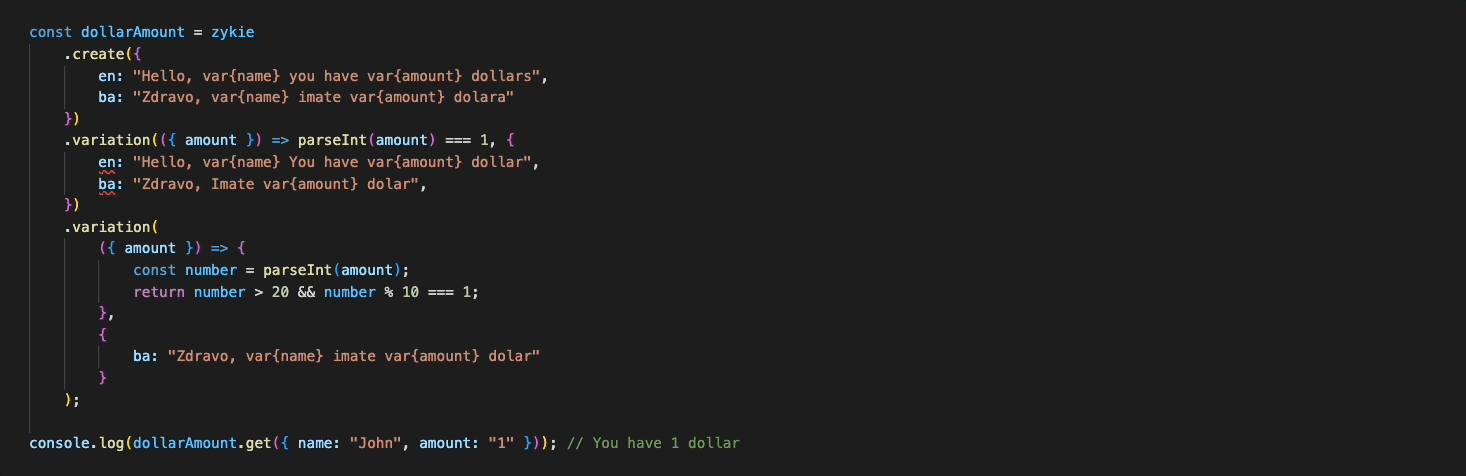 const dollarAmount = zykie
    .create({
        en: "Hello, var{name} you have var{amount} dollars",
        ba: "Zdravo, var{name} imate var{amount} dolara"
    })
    .variation(({ amount }) => parseInt(amount) === 1, {
        en: "Hello, var{name} You have var{amount} dollar",
        ba: "Zdravo, Imate var{amount} dolar",
    })
    .variation(
        ({ amount }) => {
            const number = parseInt(amount);
            return number > 20 && number % 10 === 1;
        },
        {
            ba: "Zdravo, var{name} imate var{amount} dolar"
        }
    );
console.log(dollarAmount.get({ name: "John", amount: "1" })); // You have 1 dollar